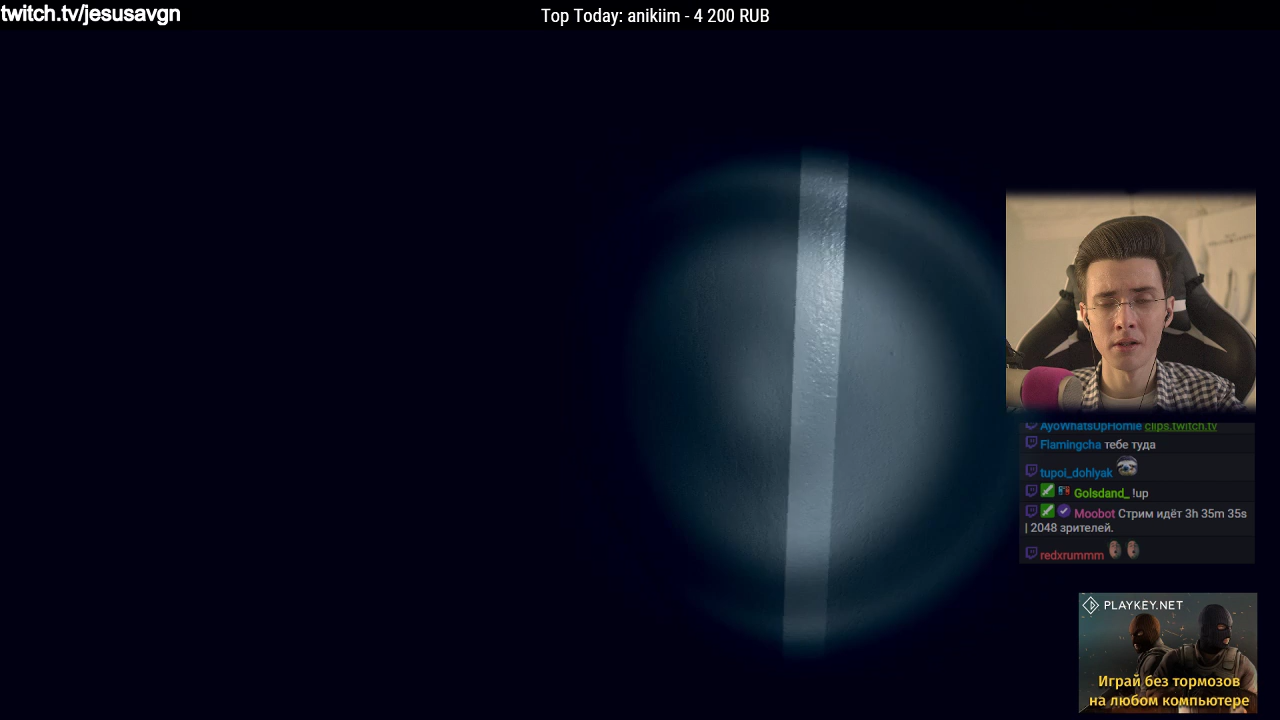 twitch.tv/jesusavgn
Top Today: anikiim - 4 200 RUB
AyoWhatsUpHomie clips.twitch.tv
Flamingcha тебе туда
tupoi_dohlyak
Golsdand_ !up
Moobot Стрим идёт 3h 35m 35s
| 2048 зрителей.
redxrummm
PLAYKEY.NET
Играй без тормозов
на любом компьютере